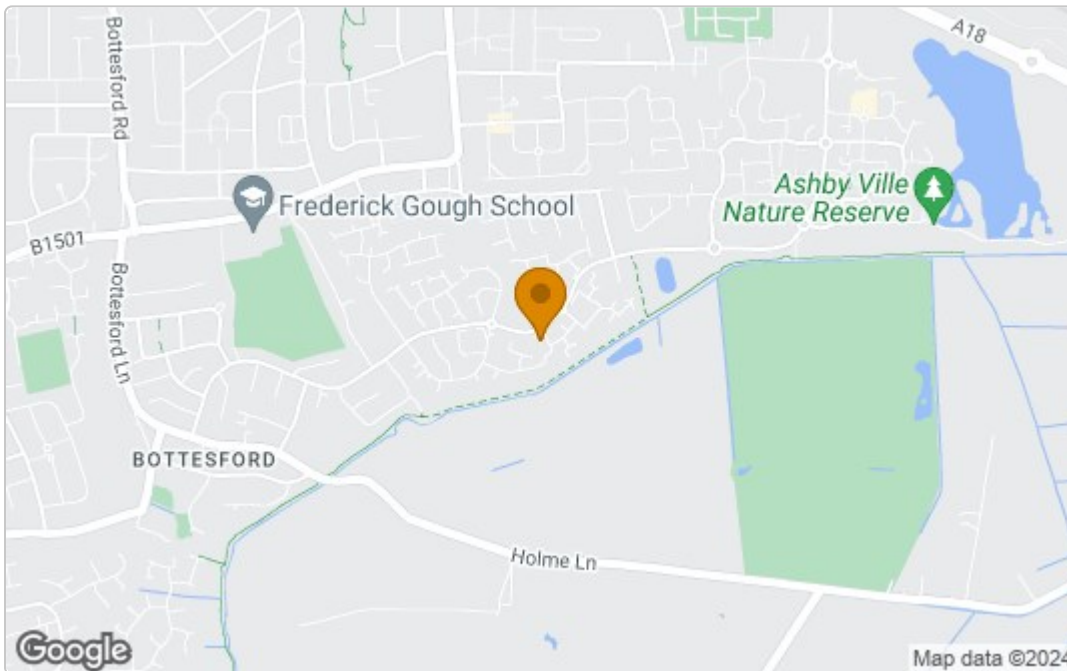 Bottesford Rd
A18
Ashby Ville
Nature Reserve
Frederick Gough School
B1501
Bottesford Ln
BOTTESFORD
Holme Ln
Google
Map data ©2024